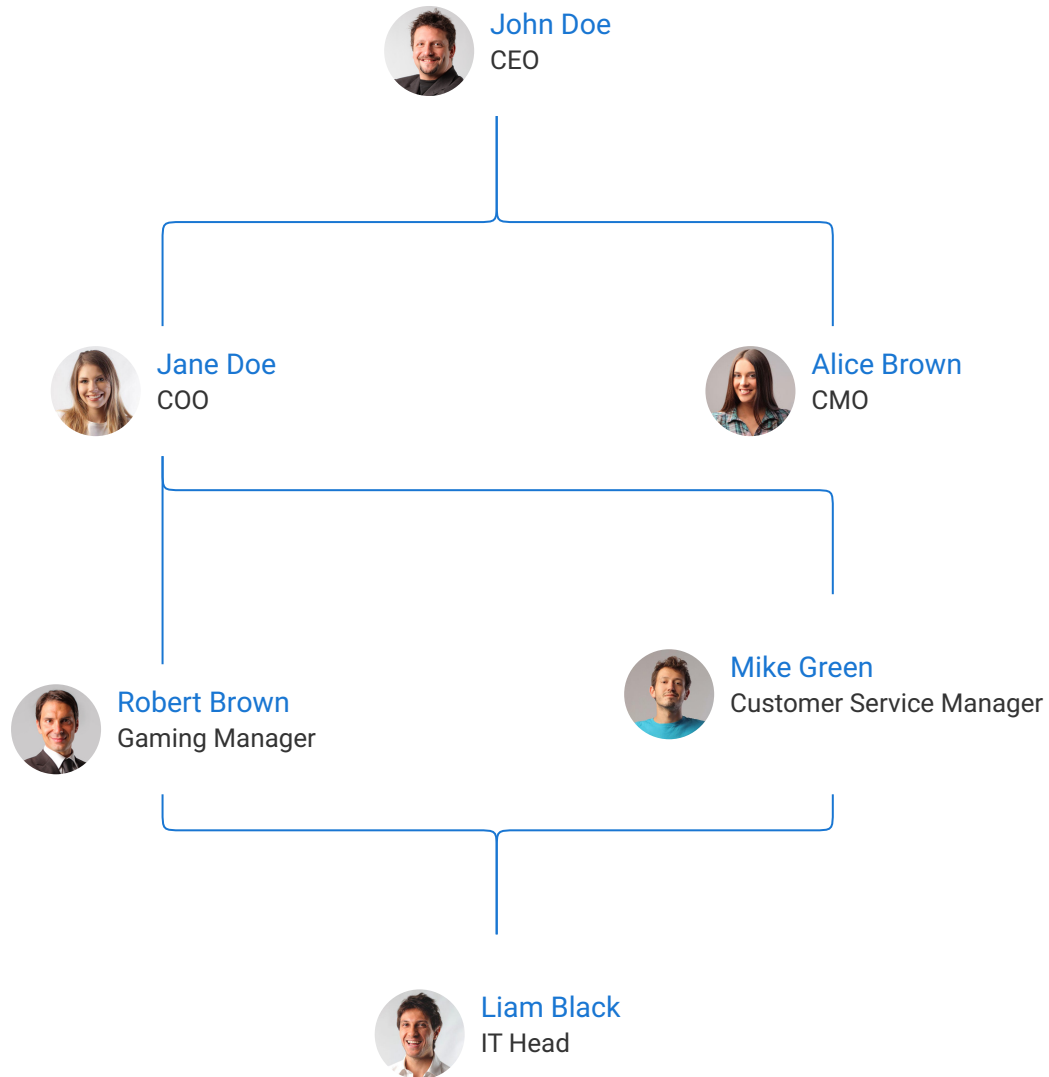 John Doe
CEO
Jane Doe
COO
Alice Brown
CMO
Mike Green
Customer Service Manager
Robert Brown
Gaming Manager
Liam Black
IT Head